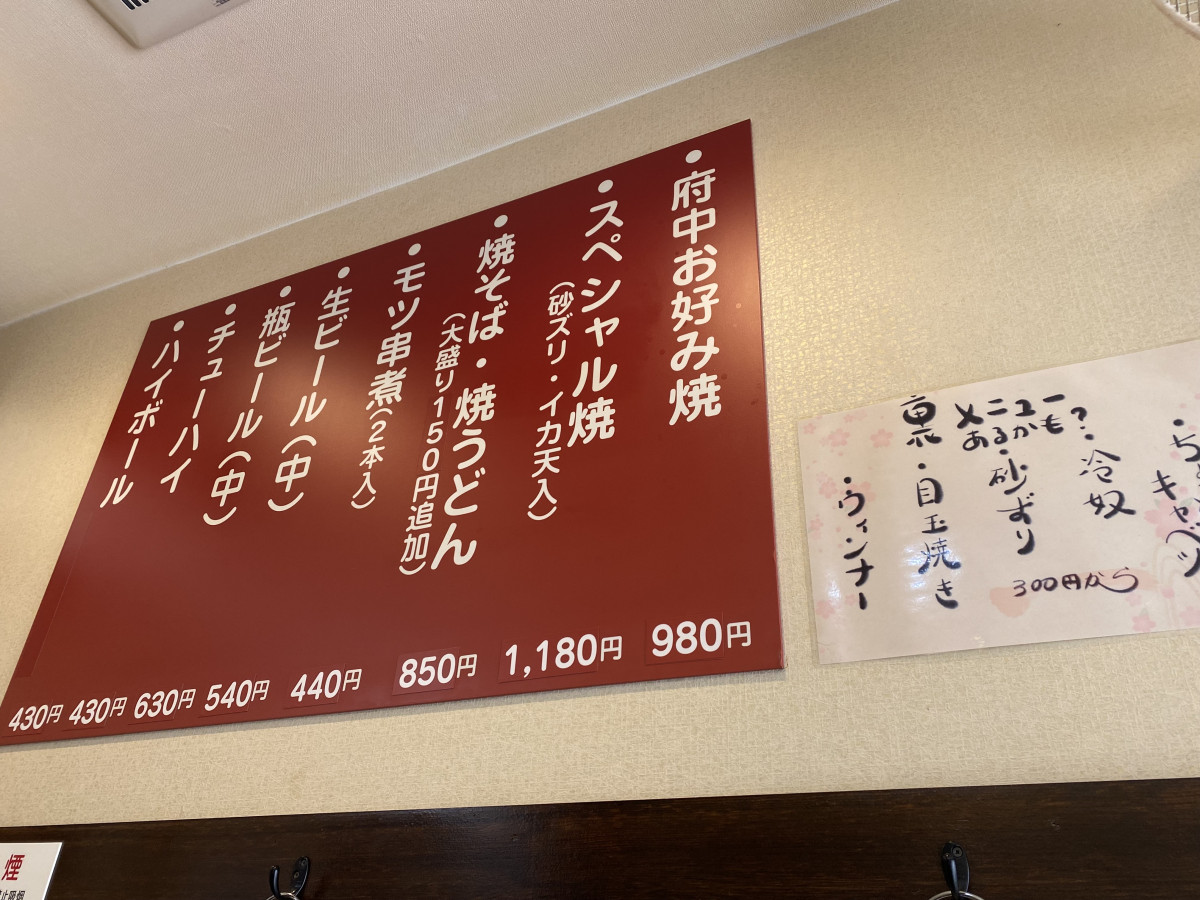 ・府中お好み焼
980円
・スペシャル焼
（砂ズリ・イカ天入）
1,180円
・焼そば・焼うどん
（大盛り150円追加）
850円
・モツ串煮（2本入）
440円
・生ビール（中）
540円
・瓶ビール（中）
630円
・チューハイ
430円
・ハイボール
430円
キャベツ
・冷奴
・砂ずり
・目玉焼き
・ウィンナー
裏メニューもあるかも？
300円から
煙